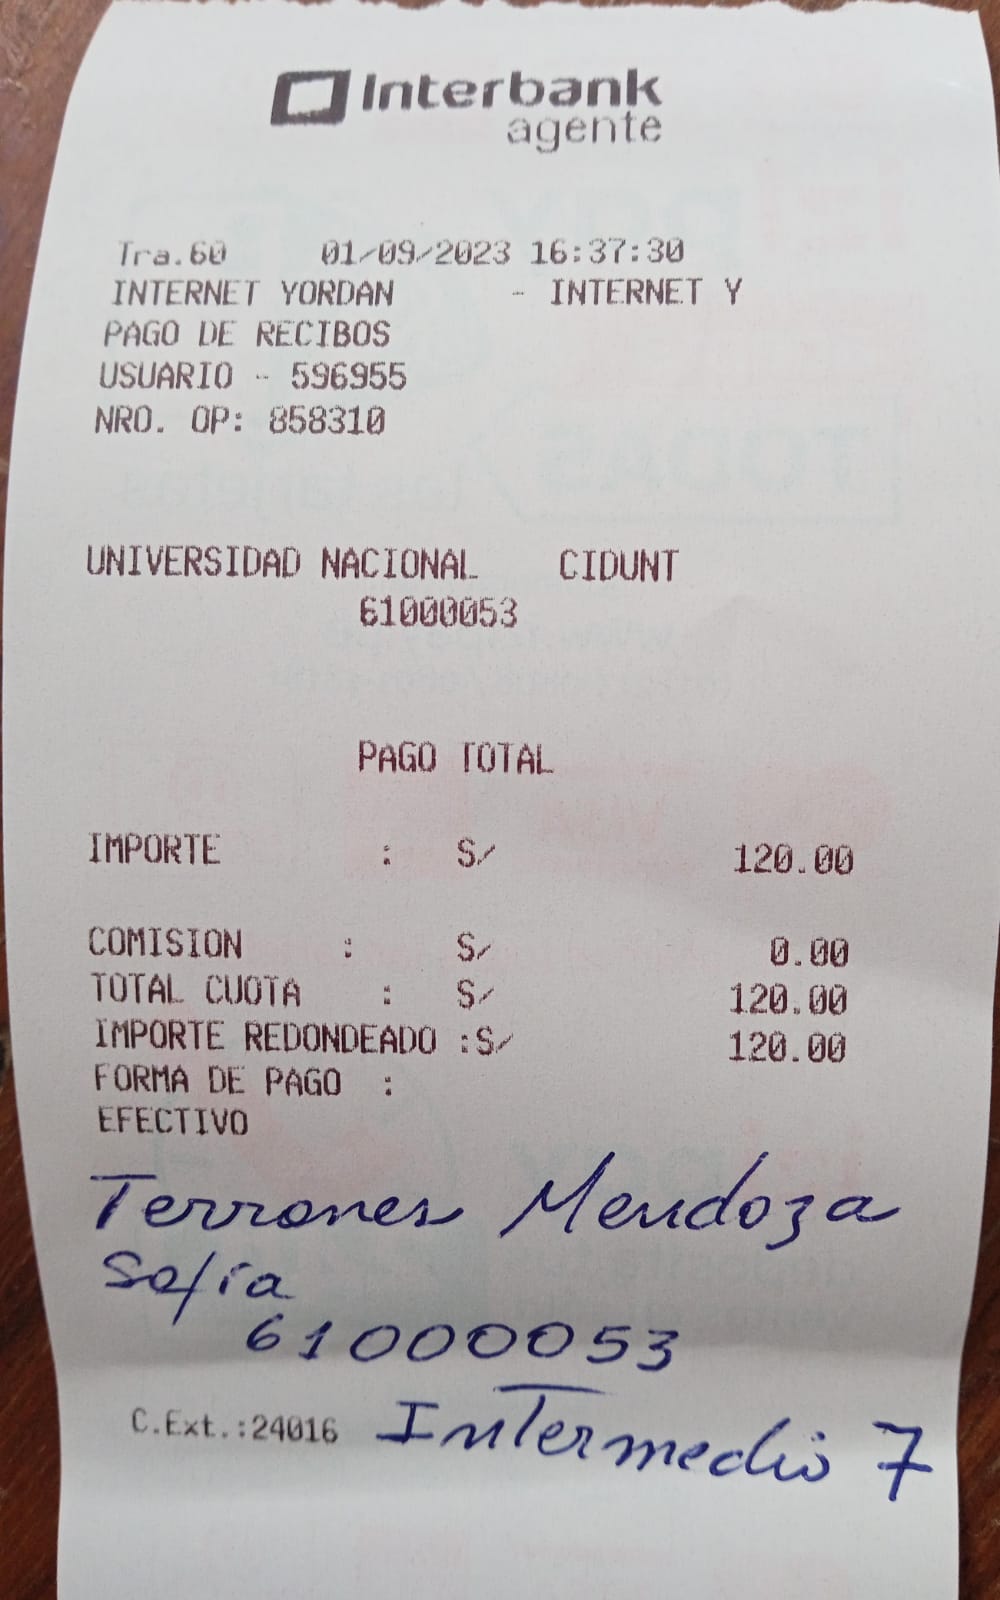 Interbank
agente
Tra.60 01/09/2023 16:37:30
INTERNET YORDAN - INTERNET Y
PAGO DE RECIBOS
USUARIO - 596955
NRO. OP: 858310
UNIVERSIDAD NACIONAL CIDUNT
61000053
PAGO TOTAL
IMPORTE : S/ 120.00
COMISION : S/ 0.00
TOTAL CUOTA : S/ 120.00
IMPORTE REDONDEADO :S/ 120.00
FORMA DE PAGO :
EFECTIVO
Terrones Mendoza
Sofía
61000053
C.Ext.:24016 Intermedio 7